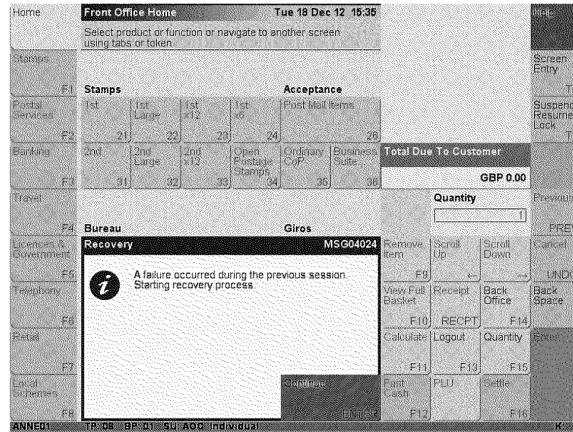 Home
Front Office Home
Tue 18 Dec 12 15:35
Help
Select product or function or navigate to another screen
using tabs or token
Stamps
F1
Screen
Entry
Stamps
Acceptance
Postal
Services
F2
1st
21
1st
Large
22
1st
x12
23
1st
x6
24
Post Mail Items
26
Suspend
Resume
Lock
Banking
F3
2nd
31
2nd
Large
32
2nd
x12
33
Open
Postage
Stamps
34
Ordinary
CoP
35
Business
Suite...
36
Total Due To Customer
GBP 0.00
Travel
F4
Quantity
1
Previous
PREV
Bureau
Giros
Licences &
Government
F5
Recovery
MSG04024
A failure occurred during the previous session.
Starting recovery process.
Continue
ENTER
Remove
Item
F9
Scroll
Up
←
Scroll
Down
→
Cancel
UNDO
Telephony
F6
View Full
Basket
F10
Receipt
RECPT
Back
Office
F14
Back
Space
Retail
F7
Calculate
F11
Logout
F13
Quantity
F15
Enter
Local
Schemes
F8
Fast
Cash
F12
PLU
Settle
F16
ANNE01 TP:08 BP:01 SU:AOO Individual
K: